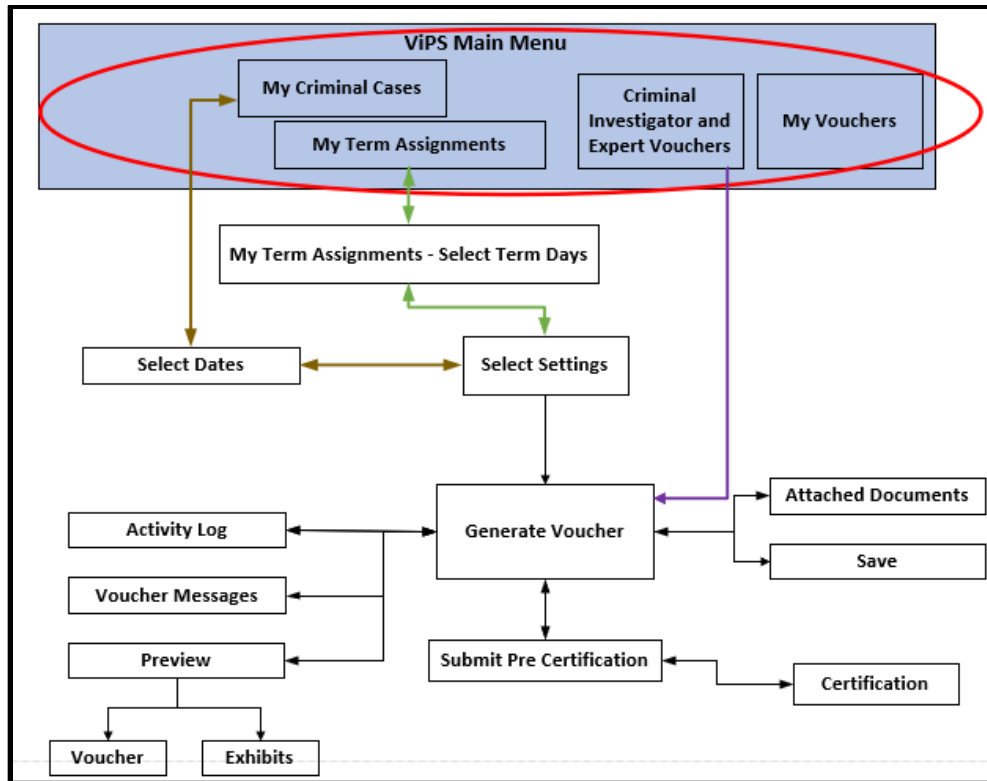 ViPS Main Menu
My Criminal Cases
My Term Assignments
Criminal
Investigator and
Expert Vouchers
My Vouchers
My Term Assignments - Select Term Days
Select Dates
Select Settings
Generate Voucher
Attached Documents
Save
Activity Log
Voucher Messages
Preview
Submit Pre Certification
Certification
Voucher
Exhibits